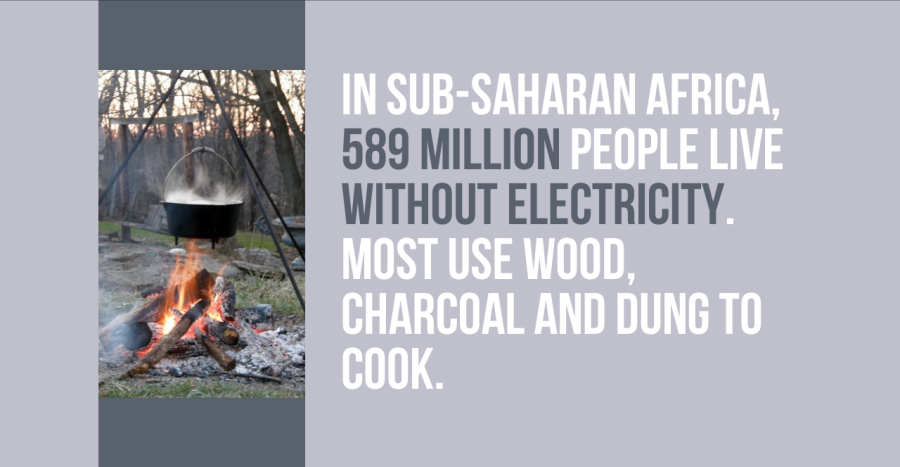 IN SUB-SAHARAN AFRICA,
589 MILLION PEOPLE LIVE
WITHOUT ELECTRICITY.
MOST USE WOOD,
CHARCOAL AND DUNG TO
COOK.